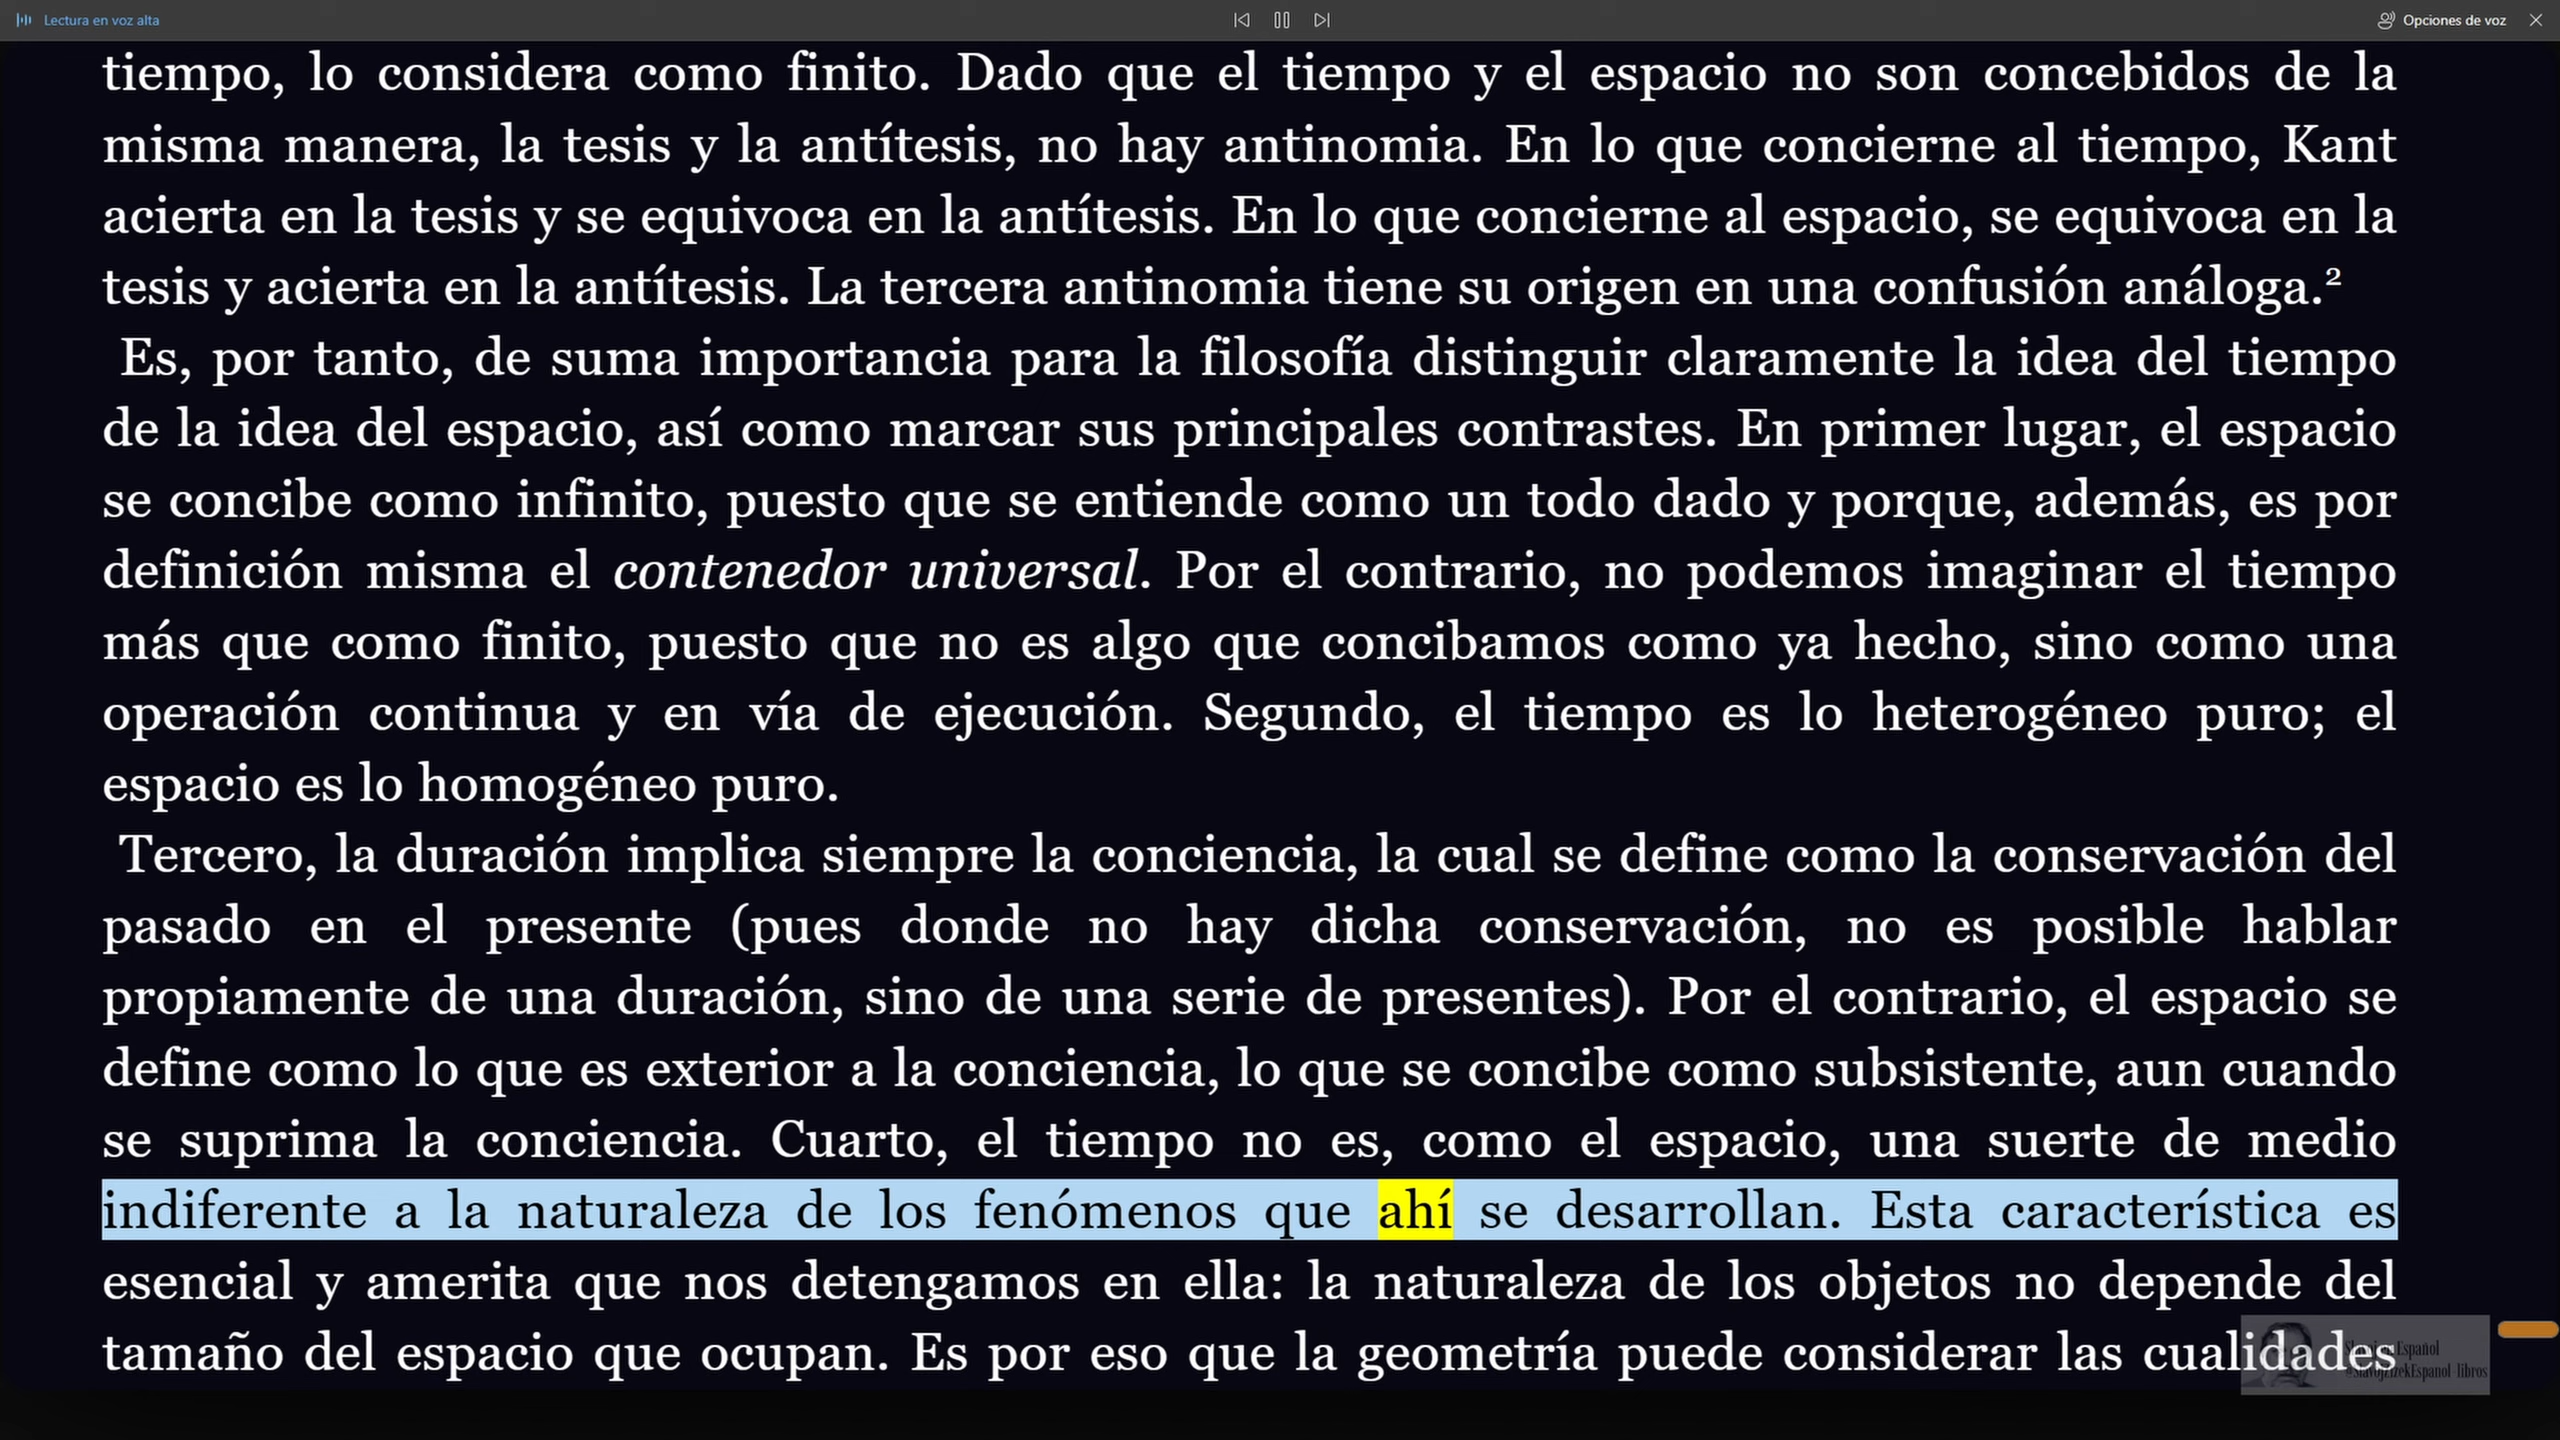 Lectura en voz alta
Opciones de voz
tiempo, lo considera como finito. Dado que el tiempo y el espacio no son concebidos de la
misma manera, la tesis y la antítesis, no hay antinomia. En lo que concierne al tiempo, Kant
acierta en la tesis y se equivoca en la antítesis. En lo que concierne al espacio, se equivoca en la
tesis y acierta en la antítesis. La tercera antinomia tiene su origen en una confusión análoga.²
Es, por tanto, de suma importancia para la filosofía distinguir claramente la idea del tiempo
de la idea del espacio, así como marcar sus principales contrastes. En primer lugar, el espacio
se concibe como infinito, puesto que se entiende como un todo dado y porque, además, es por
definición misma el contenedor universal. Por el contrario, no podemos imaginar el tiempo
más que como finito, puesto que no es algo que concibamos como ya hecho, sino como una
operación continua y en vía de ejecución. Segundo, el tiempo es lo heterogéneo puro; el
espacio es lo homogéneo puro.
Tercero, la duración implica siempre la conciencia, la cual se define como la conservación del
pasado en el presente (pues donde no hay dicha conservación, no es posible hablar
propiamente de una duración, sino de una serie de presentes). Por el contrario, el espacio se
define como lo que es exterior a la conciencia, lo que se concibe como subsistente, aun cuando
se suprima la conciencia. Cuarto, el tiempo no es, como el espacio, una suerte de medio
indiferente a la naturaleza de los fenómenos que ahí se desarrollan. Esta característica es
esencial y amerita que nos detengamos en ella: la naturaleza de los objetos no depende del
tamaño del espacio que ocupan. Es por eso que la geometría puede considerar las cualidades
Español